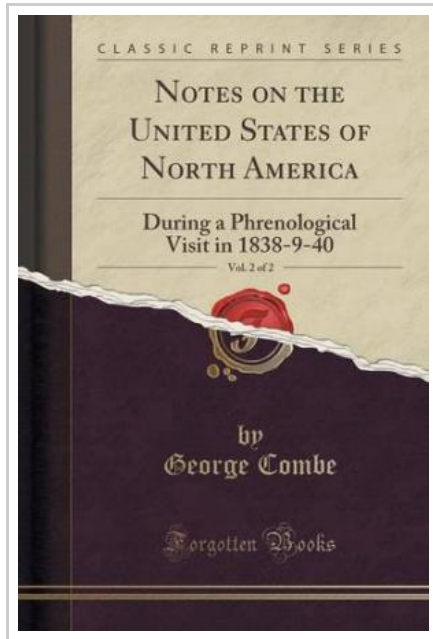 CLASSIC REPRINT SERIES
NOTES ON THE
UNITED STATES OF
NORTH AMERICA
During a Phrenological
Visit in 1838-9-40
Vol. 2 of 2
by
George Combe
Forgotten Books